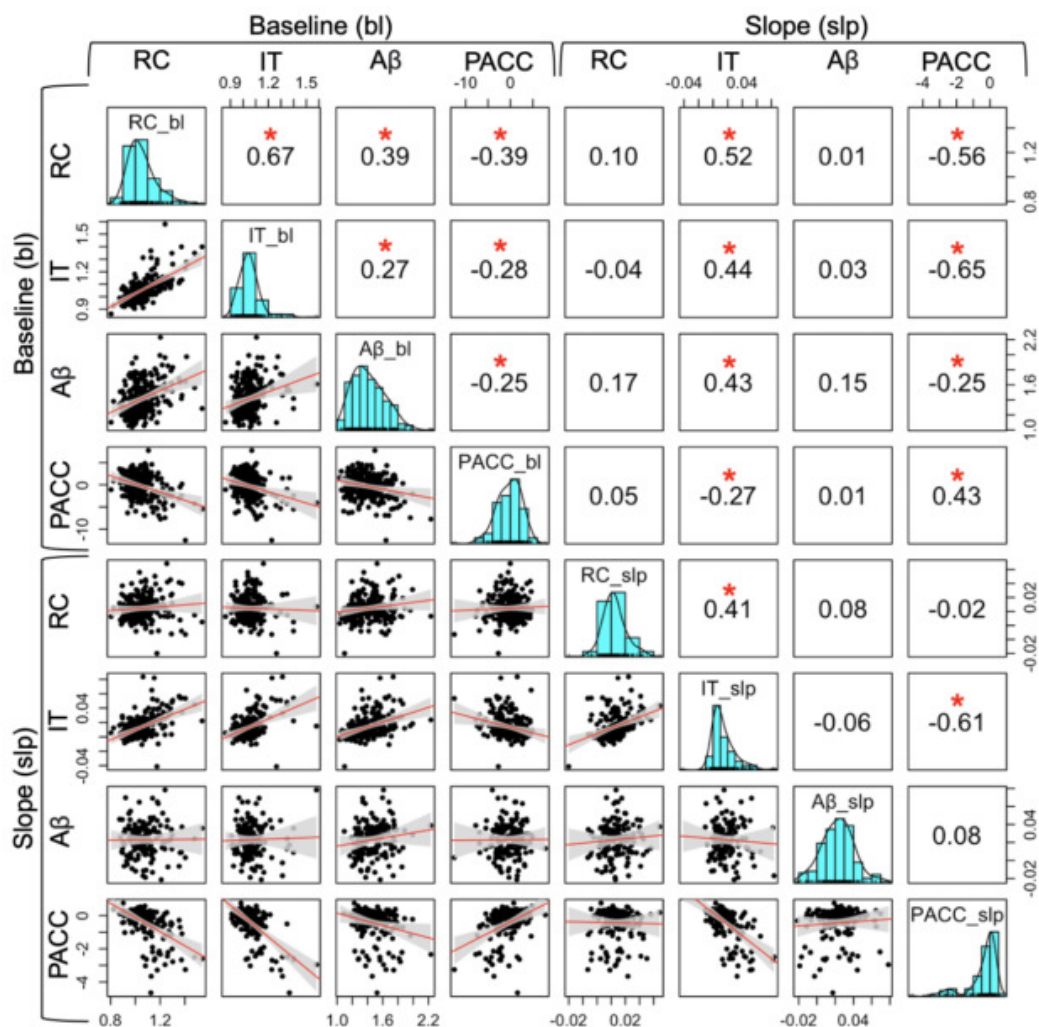 Baseline (bl) Slope (slp)
RC IT Aβ PACC RC IT Aβ PACC
0.9 1.2 1.5 -10 0 -0.04 0.04 -4 -2 0
RC RC_bl * 0.67 * 0.39 * -0.39 0.10 * 0.52 0.01 * -0.56 0.8 1.2
Baseline (bl)
IT 0.9 1.2 1.5 IT_bl * 0.27 * -0.28 -0.04 * 0.44 0.03 * -0.65
Aβ Aβ_bl * -0.25 0.17 * 0.43 0.15 * -0.25 1.0 1.6 2.2
PACC -10 0 PACC_bl 0.05 * -0.27 0.01 * 0.43
RC RC_slp * 0.41 0.08 -0.02 -0.02 0.02
Slope (slp)
IT -0.04 0.04 IT_slp -0.06 * -0.61
Aβ Aβ_slp 0.08 -0.02 0.04
PACC -4 -2 0 PACC_slp
0.8 1.2 1.0 1.6 2.2 -0.02 0.02 -0.02 0.04